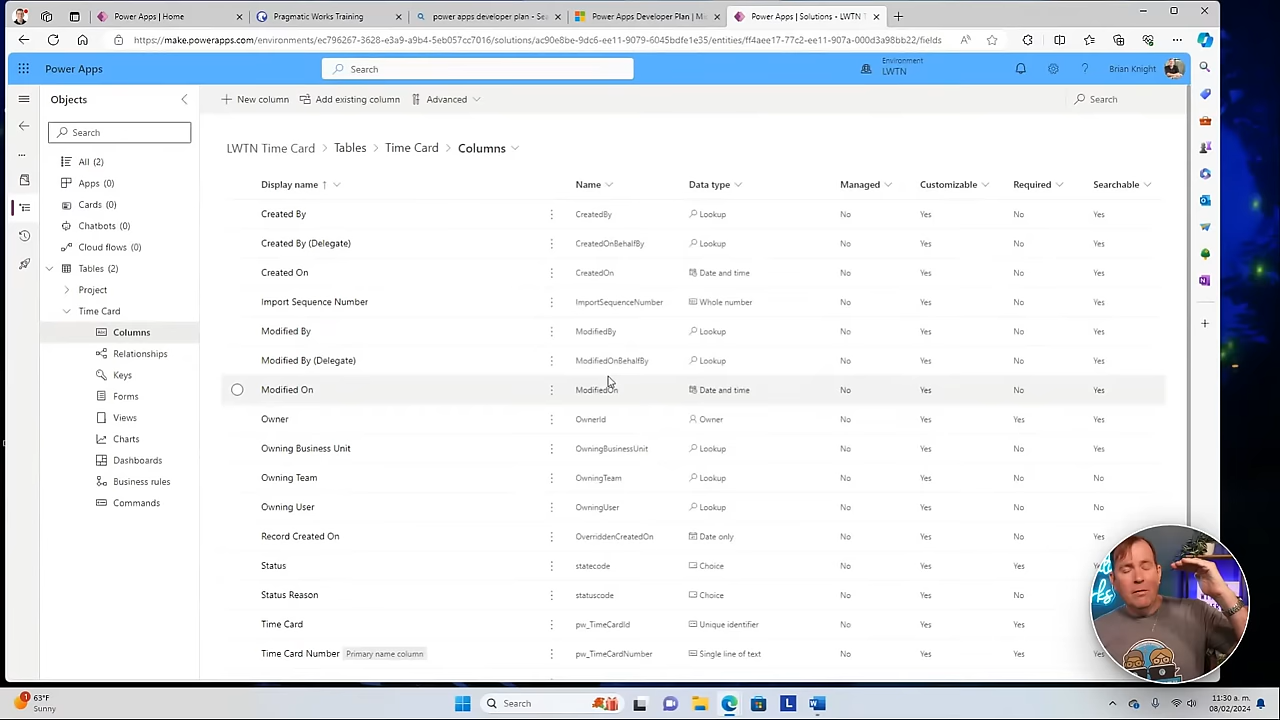 Power Apps | Home
Pragmatic Works Training
power apps developer plan - Se
Power Apps Developer Plan | M
Power Apps | Solutions - LWTN
https://make.powerapps.com/environments/ec796267-3628-e3a9-a9b4-5eb057cc7016/solutions/ac90e8be-9dc6-ee11-9079-6045bdfe1e35/entities/ff4aee17-77c2-ee11-907a-000d3a98bb22/fields
Power Apps
Search
Environment
LWTN
Brian Knight
Objects
New column
Add existing column
Advanced
Search
Search
LWTN Time Card > Tables > Time Card > Columns
All (2)
Apps (0)
Cards (0)
Chatbots (0)
Cloud flows (0)
Tables (2)
Project
Time Card
Columns
Relationships
Keys
Forms
Views
Charts
Dashboards
Business rules
Commands
Display name ↑ Name Data type Managed Customizable Required Searchable
Created By CreatedBy Lookup No Yes No Yes
Created By (Delegate) CreatedOnBehalfBy Lookup No Yes No Yes
Created On CreatedOn Date and time No Yes No Yes
Import Sequence Number ImportSequenceNumber Whole number No Yes No Yes
Modified By ModifiedBy Lookup No Yes No Yes
Modified By (Delegate) ModifiedOnBehalfBy Lookup No Yes No Yes
Modified On ModifiedOn Date and time No Yes No Yes
Owner OwnerId Owner No Yes Yes Yes
Owning Business Unit OwningBusinessUnit Lookup No Yes No Yes
Owning Team OwningTeam Lookup No Yes No No
Owning User OwningUser Lookup No Yes No No
Record Created On OverriddenCreatedOn Date only No Yes No Yes
Status statecode Choice No Yes Yes
Status Reason statuscode Choice No Yes No
Time Card pw_TimeCardId Unique identifier No Yes Yes
Time Card Number Primary name column pw_TimeCardNumber Single line of text No Yes Yes
63°F
Sunny
Search
11:30 a. m.
08/02/2024